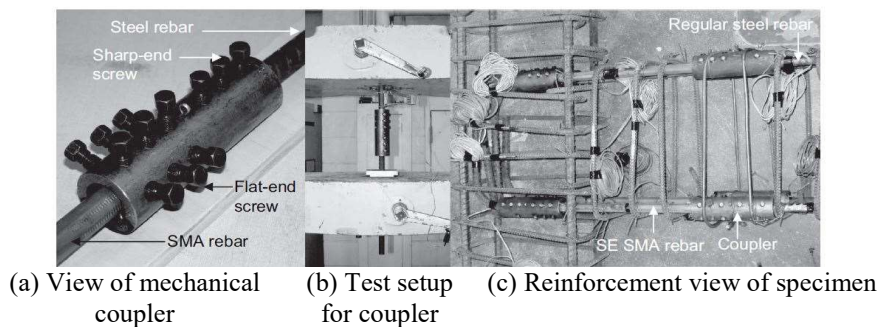 Steel rebar
Sharp-end
screw
Flat-end
screw
SMA rebar
Regular steel rebar
SE SMA rebar
Coupler
(a) View of mechanical
coupler
(b) Test setup
for coupler
(c) Reinforcement view of specimen